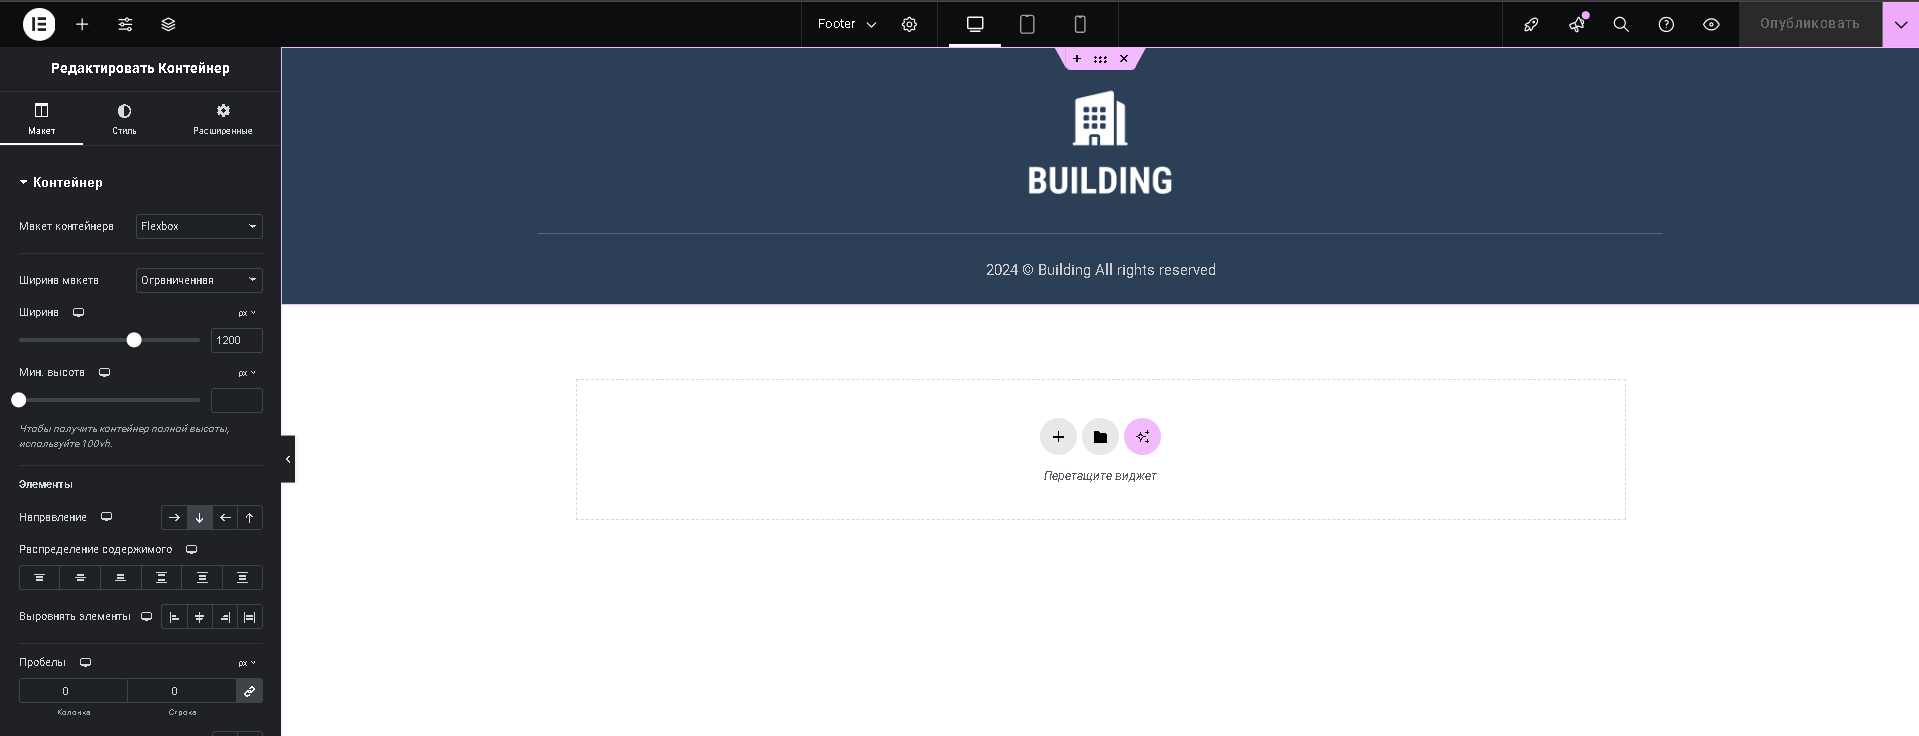 Footer
Опубликовать
Редактировать Контейнер
Макет
Стиль
Расширенные
Контейнер
Макет контейнера
Flexbox
Ширина макета
Ограниченная
Ширина
px
1200
Мин. высота
px
Чтобы получить контейнер полной высоты,
используйте 100vh.
Элементы
Направление
Распределение содержимого
Выровнять элементы
Пробелы
px
0
0
Колонка
Строка
BUILDING
2024 © Building All rights reserved
Перетащите виджет